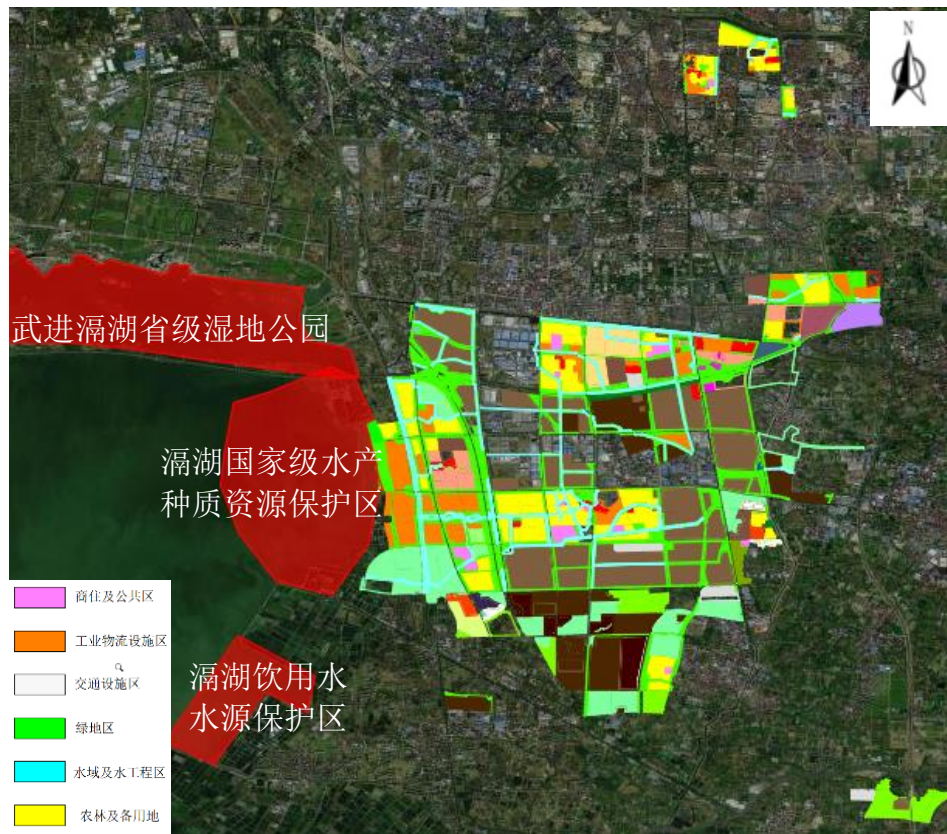 N
武进滆湖省级湿地公园
滆湖国家级水产
种质资源保护区
滆湖饮用水
水源保护区
商住及公共区
工业物流设施区
交通设施区
绿地区
水域及水工程区
农林及备用地